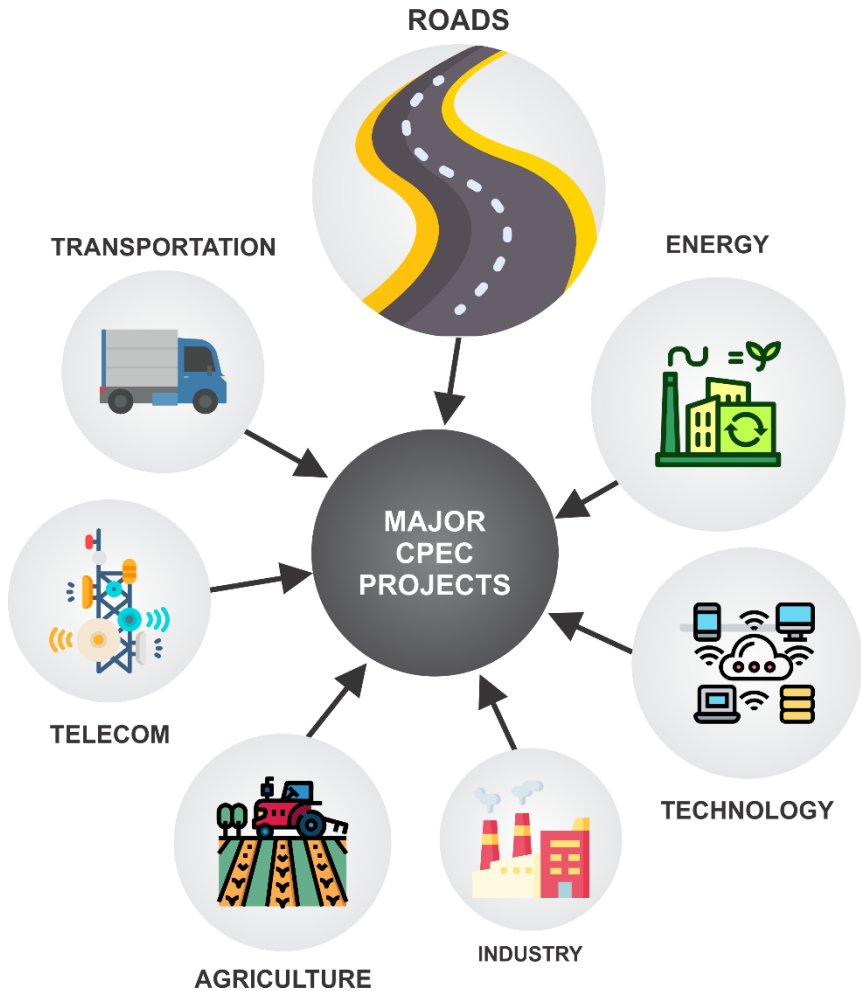 ROADS
TRANSPORTATION
ENERGY
MAJOR
CPEC
PROJECTS
TELECOM
TECHNOLOGY
INDUSTRY
AGRICULTURE